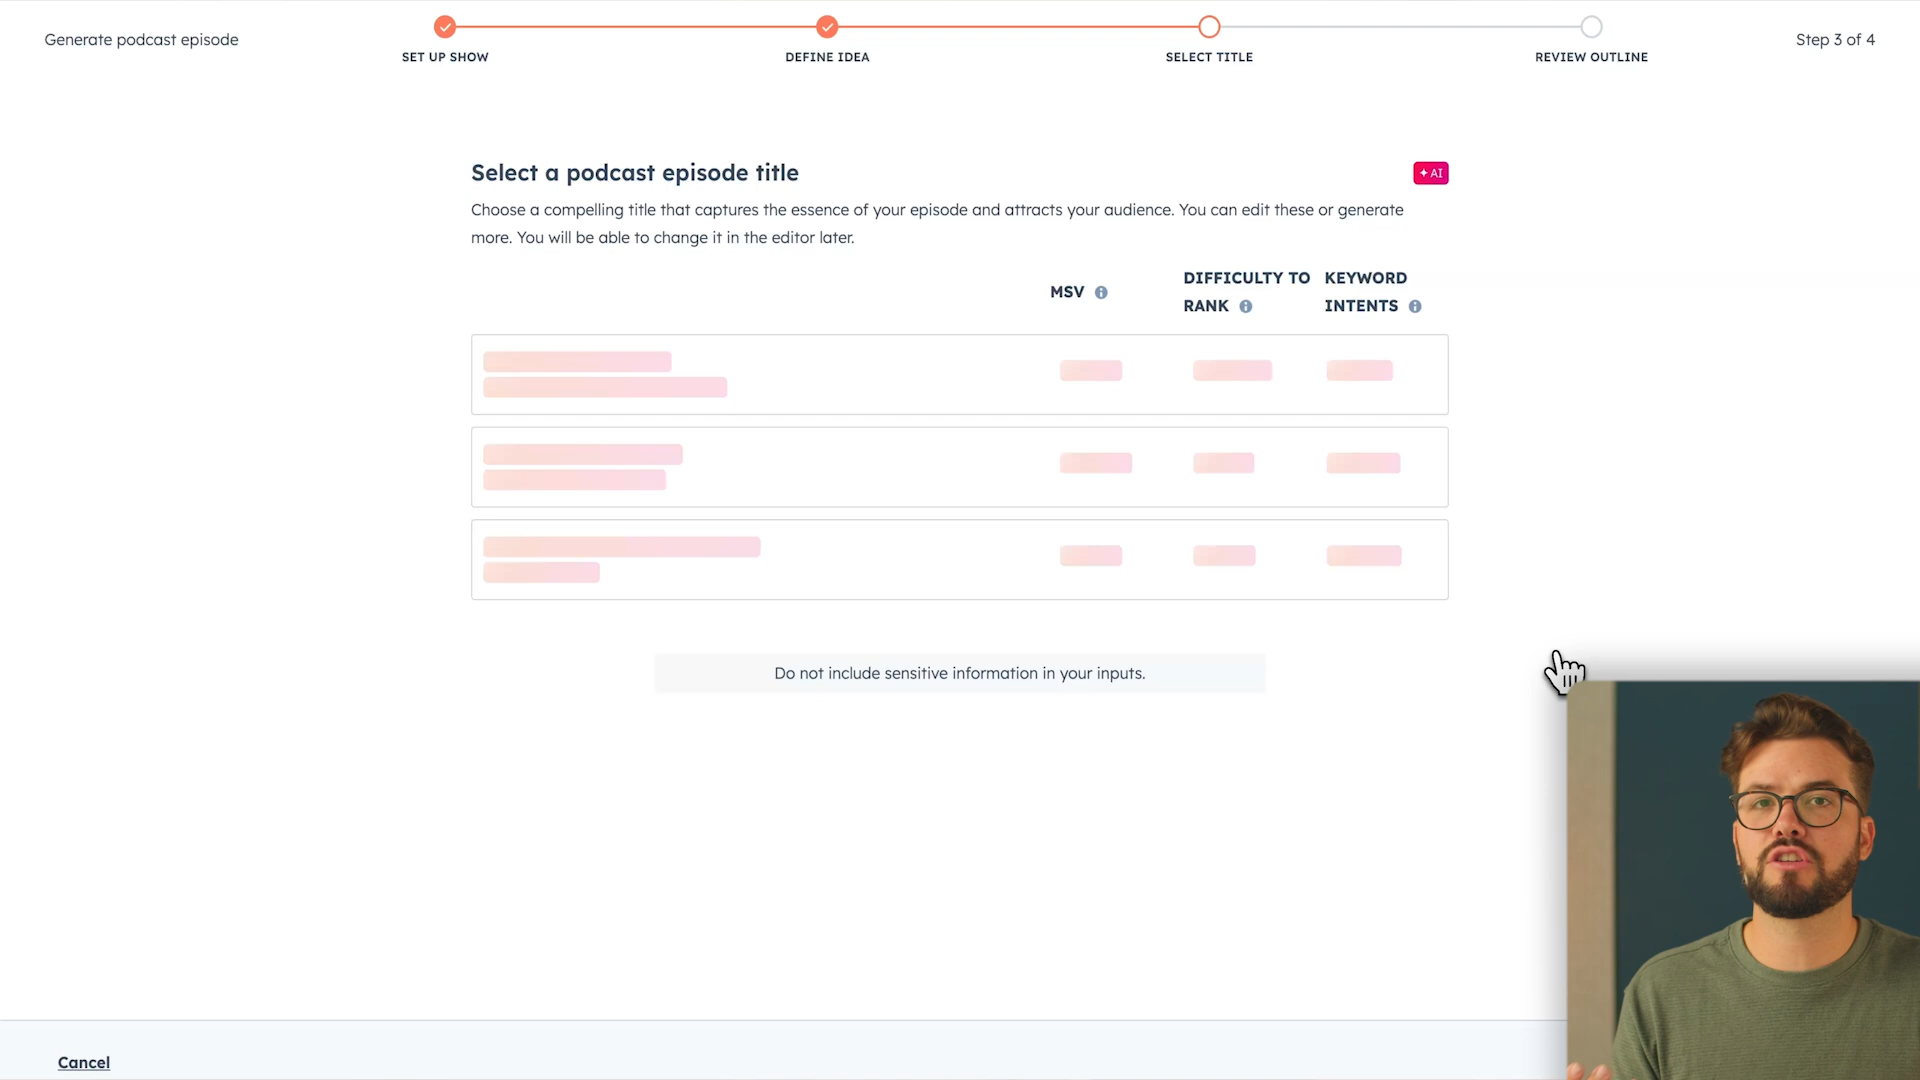 Generate podcast episode
SET UP SHOW
DEFINE IDEA
SELECT TITLE
REVIEW OUTLINE
Step 3 of 4
Select a podcast episode title
AI
Choose a compelling title that captures the essence of your episode and attracts your audience. You can edit these or generate
more. You will be able to change it in the editor later.
MSV
DIFFICULTY TO
RANK
KEYWORD
INTENTS
Do not include sensitive information in your inputs.
Cancel